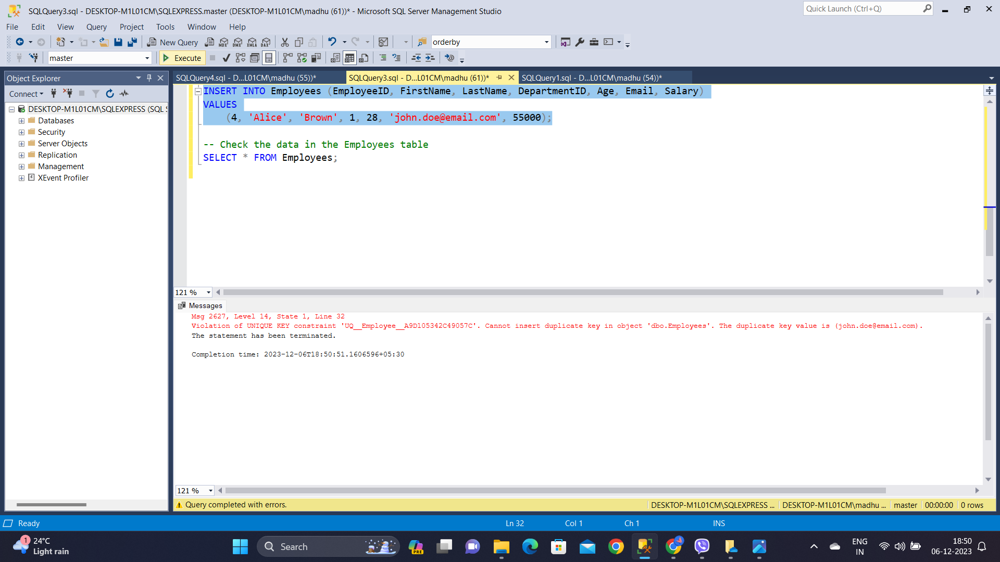 SQLQuery3.sql - DESKTOP-M1L01CM\SQLEXPRESS.master (DESKTOP-M1L01CM\madhu (61))* - Microsoft SQL Server Management Studio
Quick Launch (Ctrl+Q)
File Edit View Query Project Tools Window Help
New Query MDX DMX XMLA DAX orderby
master Execute
Object Explorer
Connect
DESKTOP-M1L01CM\SQLEXPRESS (SQL S
Databases
Security
Server Objects
Replication
Management
XEvent Profiler
SQLQuery4.sql - D...L01CM\madhu (55))* SQLQuery3.sql - D...L01CM\madhu (61))* SQLQuery1.sql - D...L01CM\madhu (54))*
INSERT INTO Employees (EmployeeID, FirstName, LastName, DepartmentID, Age, Email, Salary)
VALUES
(4, 'Alice', 'Brown', 1, 28, 'john.doe@email.com', 55000);
-- Check the data in the Employees table
SELECT * FROM Employees;
121 %
Messages
Msg 2627, Level 14, State 1, Line 32
Violation of UNIQUE KEY constraint 'UQ__Employee__A9D105342C49057C'. Cannot insert duplicate key in object 'dbo.Employees'. The duplicate key value is (john.doe@email.com).
The statement has been terminated.
Completion time: 2023-12-06T18:50:51.1606596+05:30
121 %
Query completed with errors. DESKTOP-M1L01CM\SQLEXPRESS ... DESKTOP-M1L01CM\madhu ... master 00:00:00 0 rows
Ready Ln 32 Col 1 Ch 1 INS
1 24°C
Light rain
Search
PRE
ENG
IN
18:50
06-12-2023